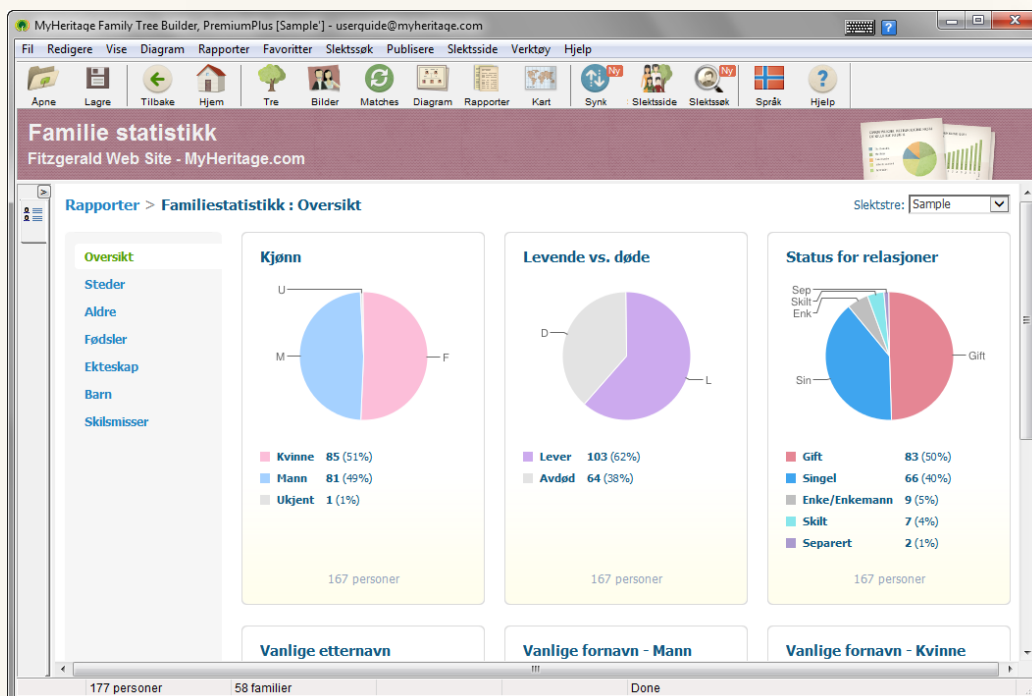 MyHeritage Family Tree Builder, PremiumPlus [Sample'] - userguide@myheritage.com
Fil Redigere Vise Diagram Rapporter Favoritter Slektssøk Publisere Slektsside Verktøy Hjelp
Ny Ny
Åpne Lagre Tilbake Hjem Tre Bilder Matches Diagram Rapporter Kart Synk Slektsside Slektssøk Språk Hjelp
Familie statistikk
Fitzgerald Web Site - MyHeritage.com
Rapporter > Familiestatistikk : Oversikt
Slektstre: Sample
Oversikt
Steder
Aldre
Fødsler
Ekteskap
Barn
Skilsmisser
Kjønn
U
M
F
Kvinne 85 (51%)
Mann 81 (49%)
Ukjent 1 (1%)
167 personer
Levende vs. døde
D
L
Lever 103 (62%)
Avdød 64 (38%)
167 personer
Status for relasjoner
Sep
Skilt
Enk
Gift
Sin
Gift 83 (50%)
Singel 66 (40%)
Enke/Enkemann 9 (5%)
Skilt 7 (4%)
Separert 2 (1%)
167 personer
Vanlige etternavn
Vanlige fornavn - Mann
Vanlige fornavn - Kvinne
177 personer 58 familier Done